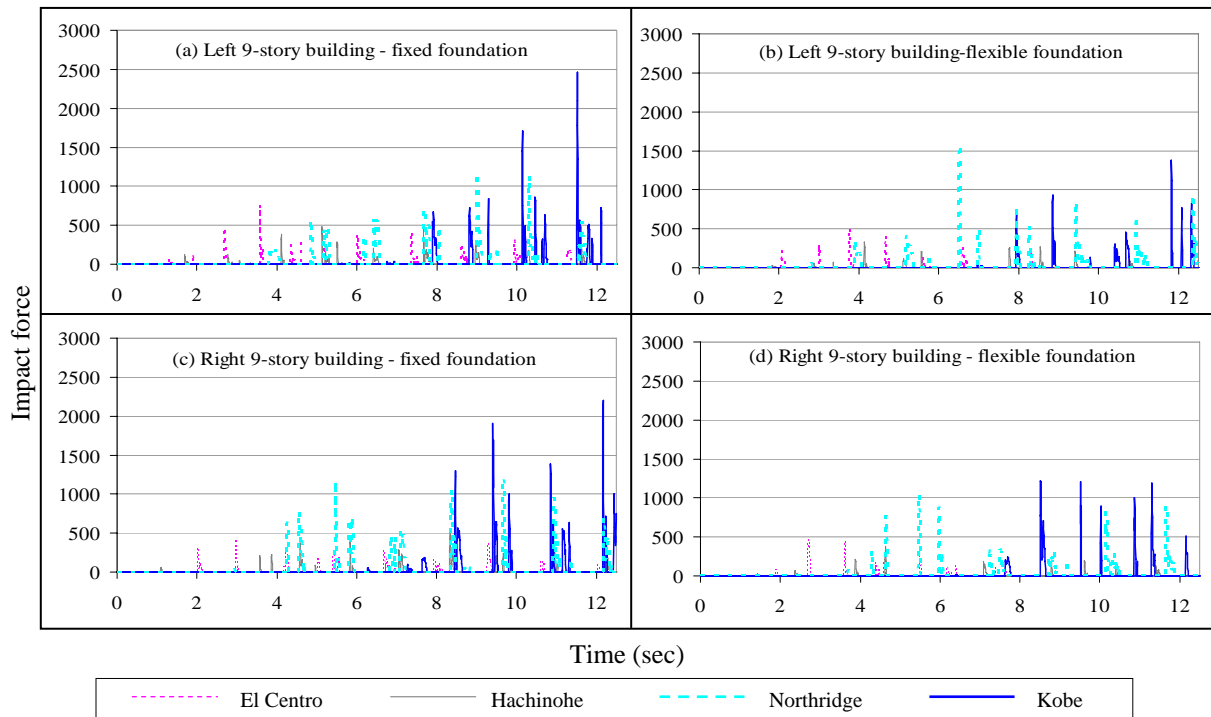 3000
2500
2000
1500
1000
500
0
0 2 4 6 8 10 12
(a) Left 9-story building - fixed foundation
3000
2500
2000
1500
1000
500
0
0 2 4 6 8 10 12
(b) Left 9-story building-flexible foundation
3000
2500
2000
1500
1000
500
0
0 2 4 6 8 10 12
(c) Right 9-story building - fixed foundation
3000
2500
2000
1500
1000
500
0
0 2 4 6 8 10 12
(d) Right 9-story building - flexible foundation
Impact force
Time (sec)
El Centro Hachinohe Northridge Kobe